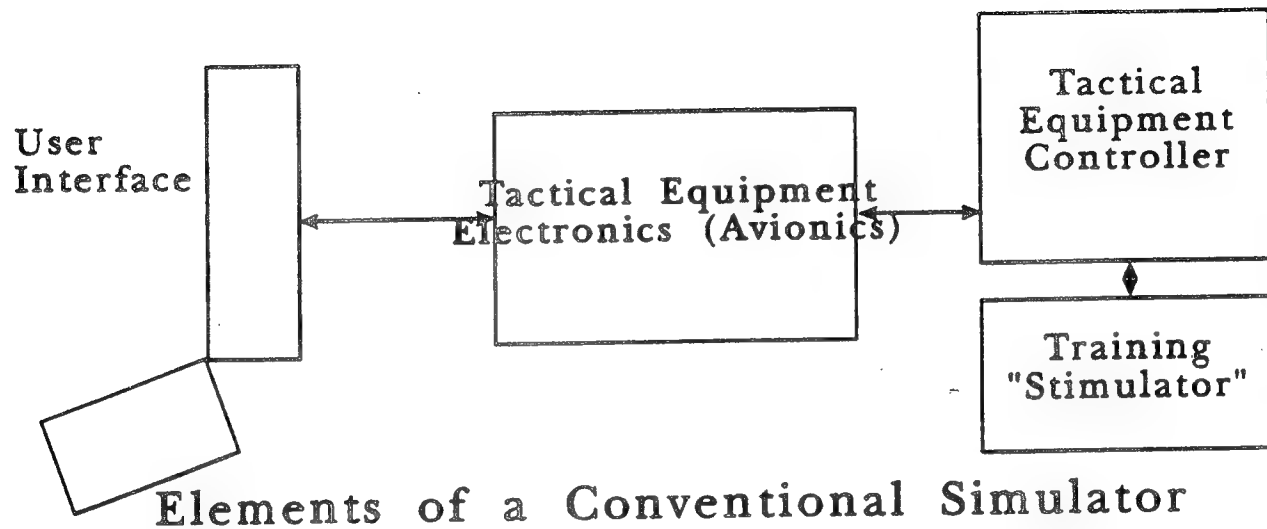 User
Interface
Tactical Equipment
Electronics (Avionics)
Tactical
Equipment
Controller
Training
"Stimulator"
Elements of a Conventional Simulator